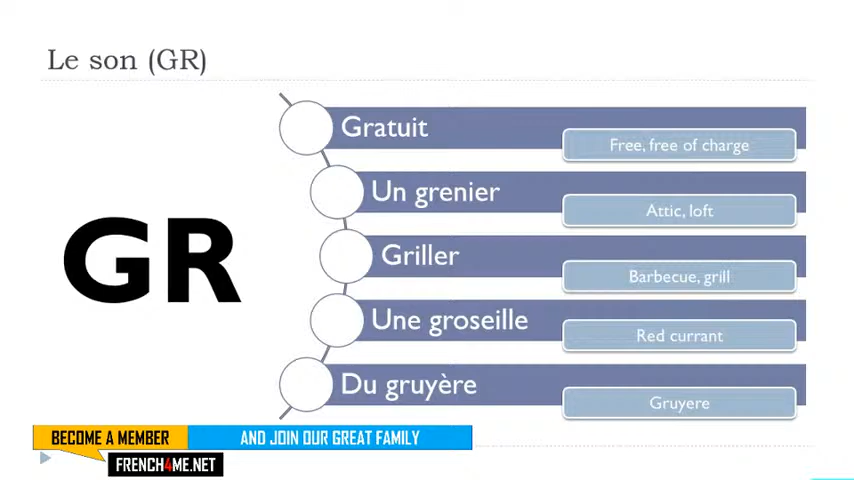 Le son (GR)
GR
Gratuit
Free, free of charge
Un grenier
Attic, loft
Griller
Barbecue, grill
Une groseille
Red currant
Du gruyère
Gruyere
BECOME A MEMBER
AND JOIN OUR GREAT FAMILY
FRENCH4ME.NET